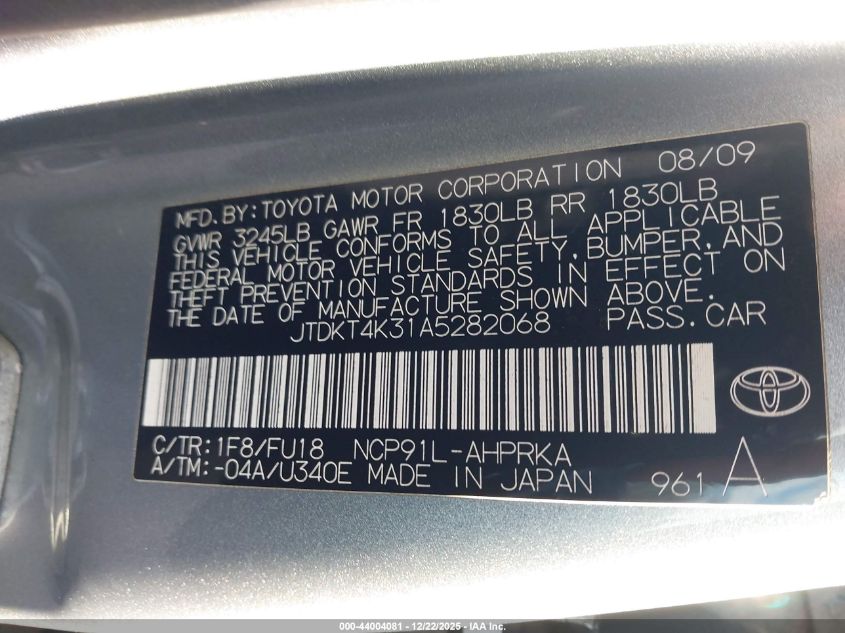 MFD. BY: TOYOTA MOTOR CORPORATION 08/09
GVWR 3245LB GAWR FR 1830LB RR 1830LB
THIS VEHICLE CONFORMS TO ALL APPLICABLE
FEDERAL MOTOR VEHICLE SAFETY, BUMPER, AND
THEFT PREVENTION STANDARDS IN EFFECT ON
THE DATE OF MANUFACTURE SHOWN ABOVE.
JTDKT4K31A5282068 PASS. CAR
C/TR: 1F8/FU18 NCP91L-AHPRKA
A/TM: -04A/U340E MADE IN JAPAN 961 A
000-44004081 - 12/22/2025 - IAA Inc.